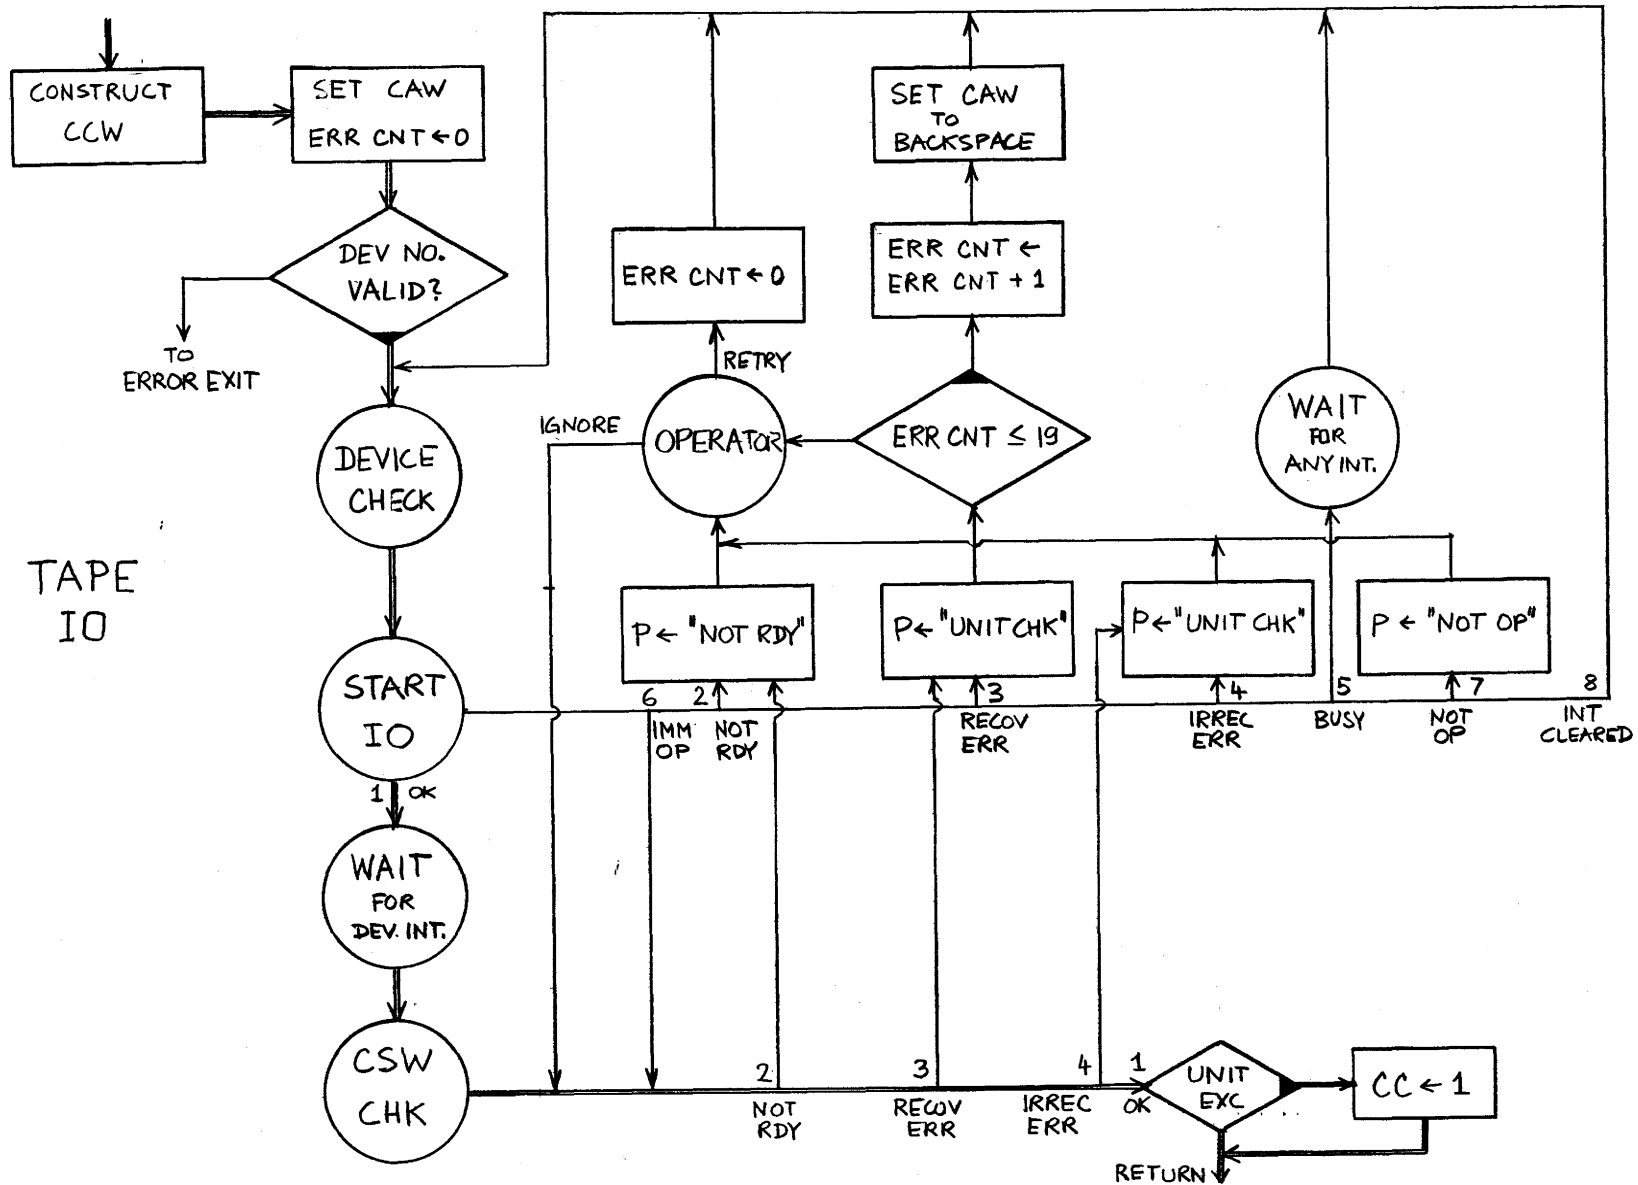 CONSTRUCT
CCW
SET CAW
ERR CNT ← 0
SET CAW
TO
BACKSPACE
DEV NO.
VALID?
ERR CNT ← 0
ERR CNT ←
ERR CNT + 1
TO
ERROR EXIT
RETRY
IGNORE
OPERATOR
ERR CNT ≤ 19
WAIT
FOR
ANY INT.
DEVICE
CHECK
TAPE
IO
P ← "NOT RDY"
P ← "UNIT CHK"
P ← "UNIT CHK"
P ← "NOT OP"
START
IO
6
IMM
OP
2
NOT
RDY
3
RECOV
ERR
4
IRREC
ERR
5
BUSY
7
NOT
OP
8
INT
CLEARED
1 OK
WAIT
FOR
DEV. INT.
CSW
CHK
2
NOT
RDY
3
RECOV
ERR
4
IRREC
ERR
1
OK
UNIT
EXC
CC ← 1
RETURN